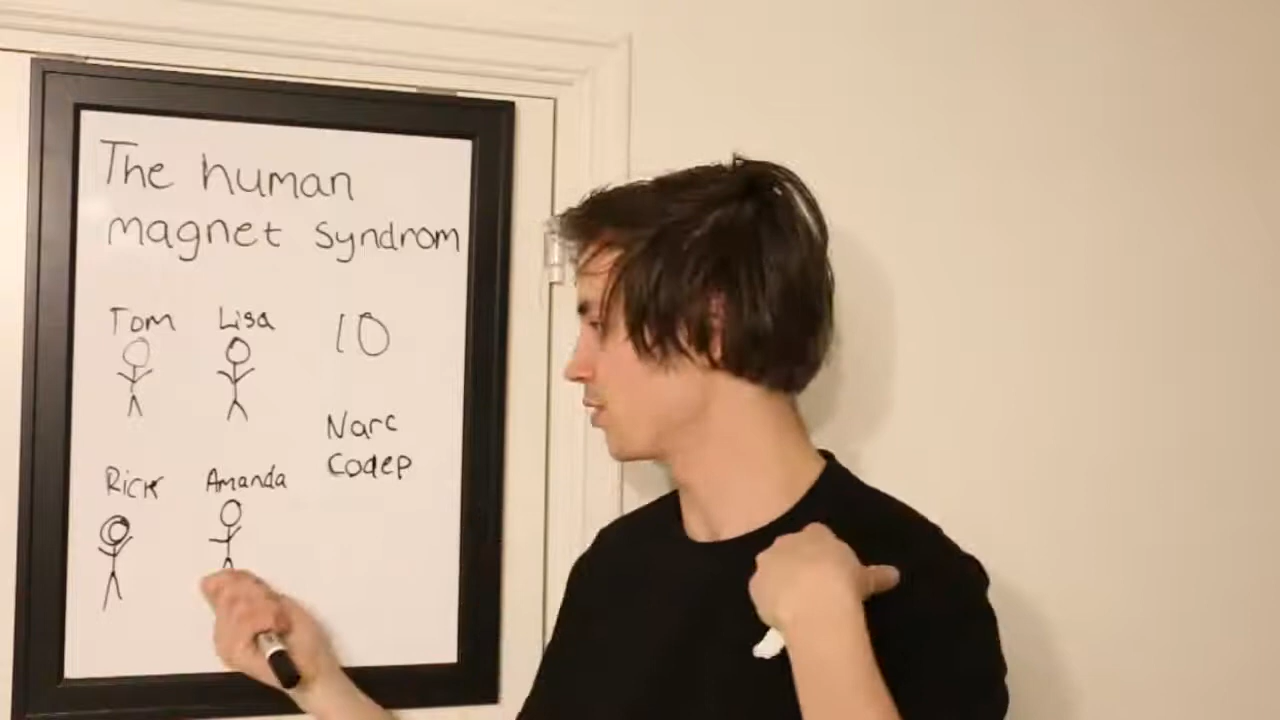 The human
magnet syndrom
Tom Lisa 10
Narc
Codep
Rick Amanda